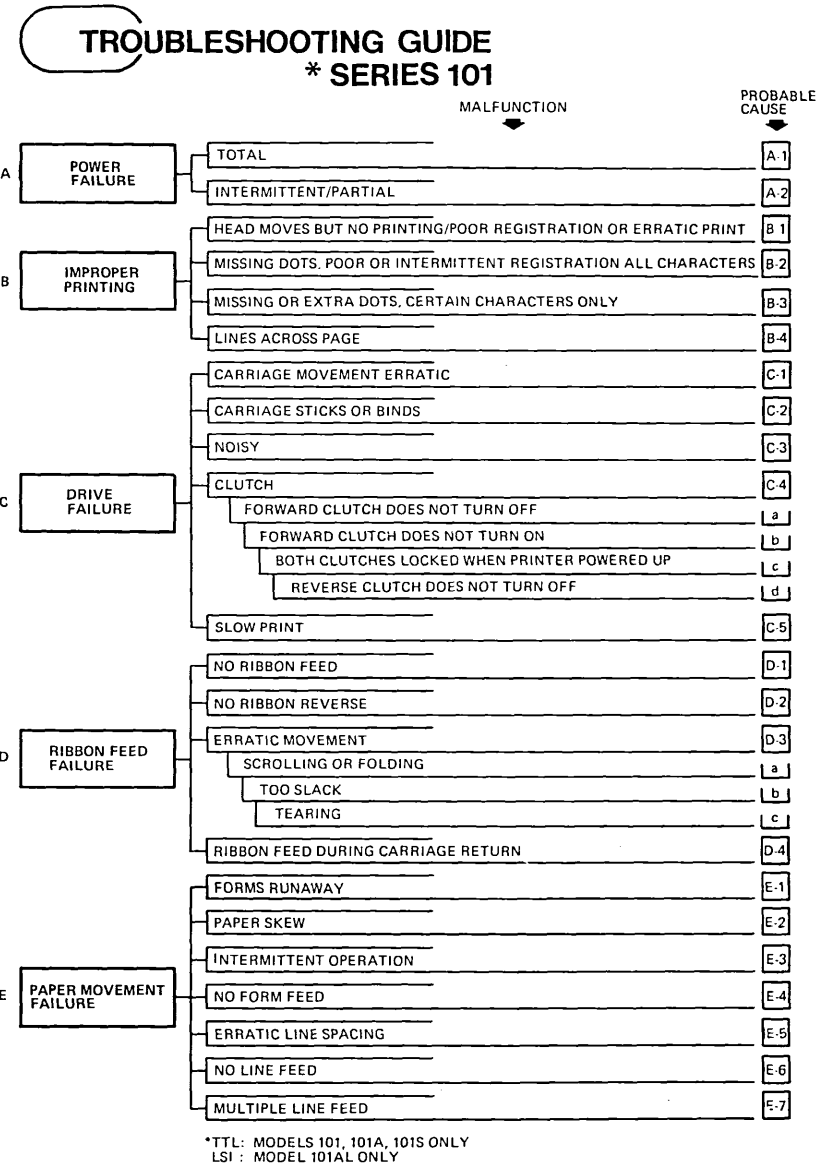 TROUBLESHOOTING GUIDE
* SERIES 101
MALFUNCTION
PROBABLE
CAUSE
A
POWER
FAILURE
TOTAL A-1
INTERMITTENT/PARTIAL A-2
B
IMPROPER
PRINTING
HEAD MOVES BUT NO PRINTING/POOR REGISTRATION OR ERRATIC PRINT B 1
MISSING DOTS. POOR OR INTERMITTENT REGISTRATION ALL CHARACTERS B-2
MISSING OR EXTRA DOTS, CERTAIN CHARACTERS ONLY B-3
LINES ACROSS PAGE B-4
C
DRIVE
FAILURE
CARRIAGE MOVEMENT ERRATIC C-1
CARRIAGE STICKS OR BINDS C-2
NOISY C-3
CLUTCH C-4
FORWARD CLUTCH DOES NOT TURN OFF a
FORWARD CLUTCH DOES NOT TURN ON b
BOTH CLUTCHES LOCKED WHEN PRINTER POWERED UP c
REVERSE CLUTCH DOES NOT TURN OFF d
SLOW PRINT C-5
D
RIBBON FEED
FAILURE
NO RIBBON FEED D-1
NO RIBBON REVERSE D-2
ERRATIC MOVEMENT D-3
SCROLLING OR FOLDING a
TOO SLACK b
TEARING c
RIBBON FEED DURING CARRIAGE RETURN D-4
E
PAPER MOVEMENT
FAILURE
FORMS RUNAWAY E-1
PAPER SKEW E-2
INTERMITTENT OPERATION E-3
NO FORM FEED E-4
ERRATIC LINE SPACING E-5
NO LINE FEED E-6
MULTIPLE LINE FEED E-7
*TTL: MODELS 101, 101A, 101S ONLY
LSI : MODEL 101AL ONLY